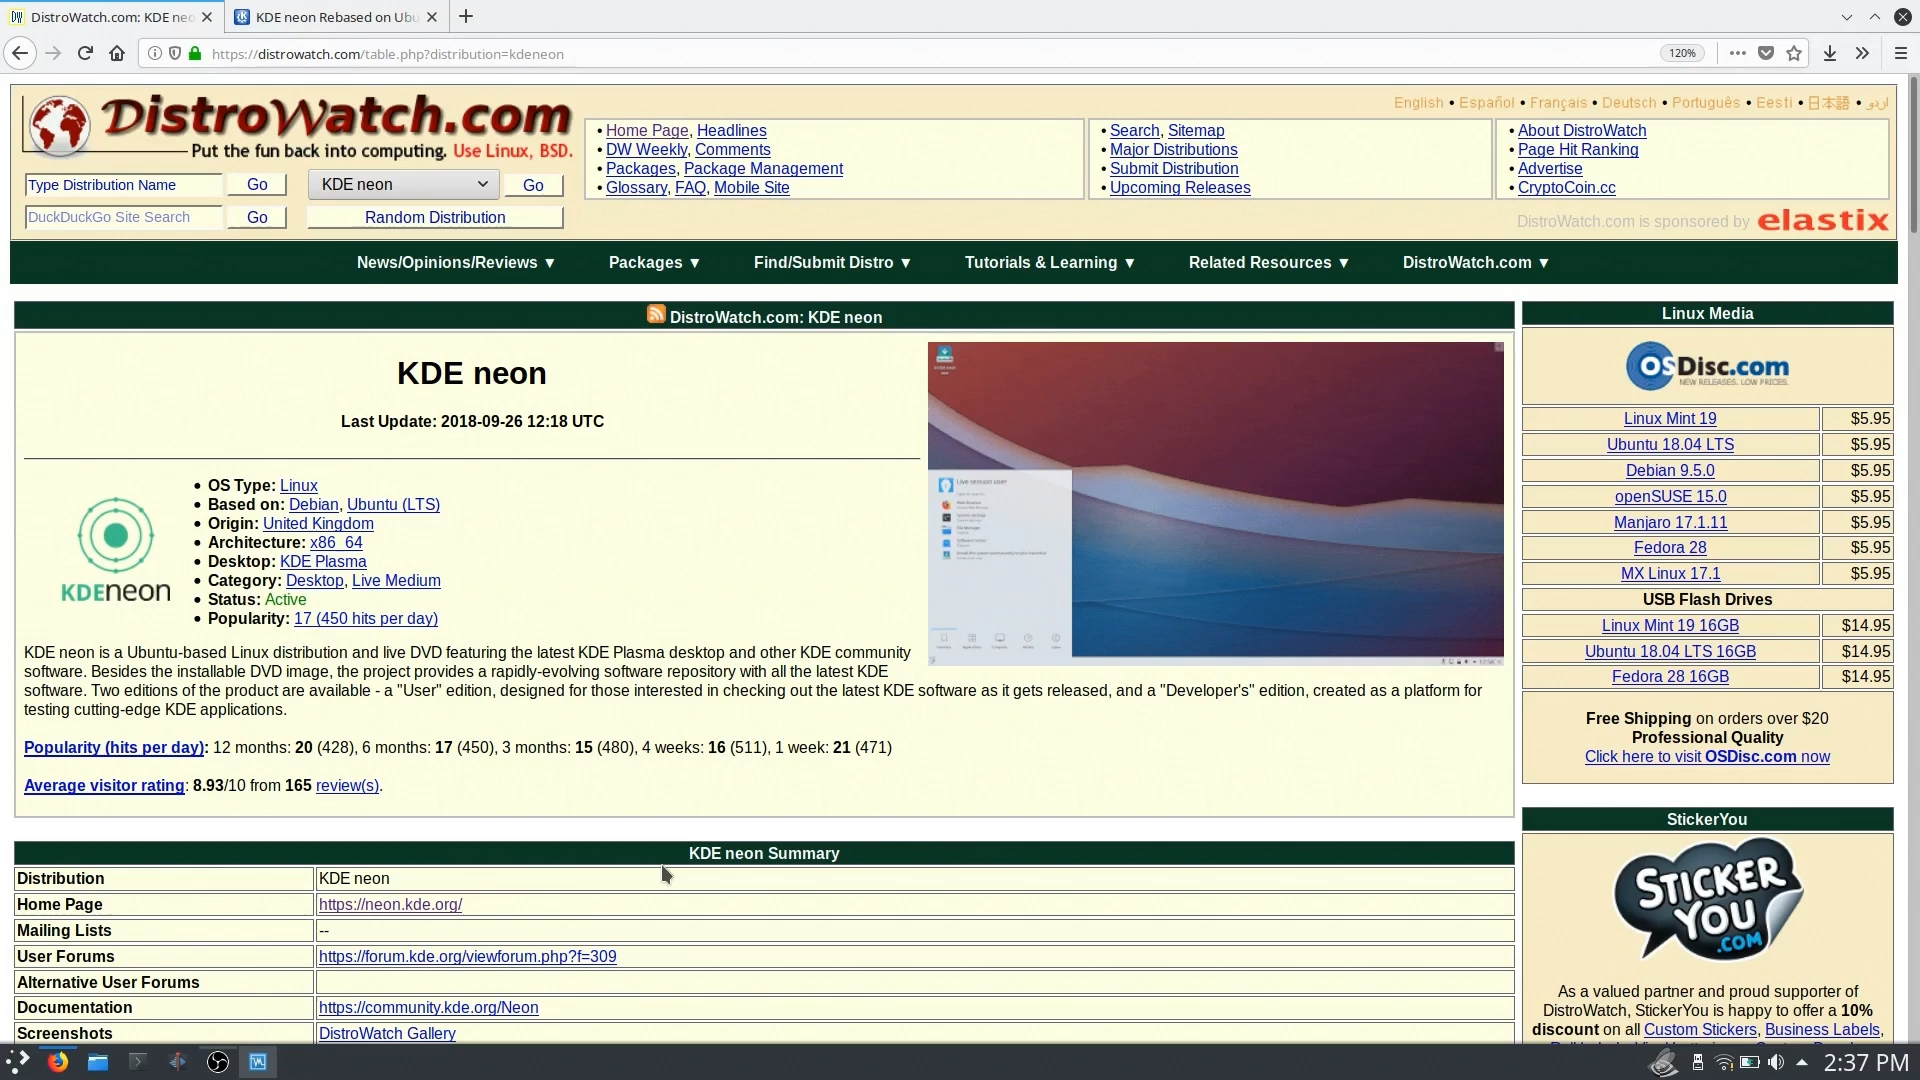 DistroWatch.com: KDE neo
KDE neon Rebased on Ubu
https://distrowatch.com/table.php?distribution=kdeneon
120%
DistroWatch.com
Put the fun back into computing. Use Linux, BSD.
English • Español • Français • Deutsch • Português • Eesti • 日本語 • اردو
• Home Page, Headlines
• DW Weekly, Comments
• Packages, Package Management
• Glossary, FAQ, Mobile Site
• Search, Sitemap
• Major Distributions
• Submit Distribution
• Upcoming Releases
• About DistroWatch
• Page Hit Ranking
• Advertise
• CryptoCoin.cc
Type Distribution Name Go KDE neon Go
DuckDuckGo Site Search Go Random Distribution
DistroWatch.com is sponsored by elastix
News/Opinions/Reviews ▼ Packages ▼ Find/Submit Distro ▼ Tutorials & Learning ▼ Related Resources ▼ DistroWatch.com ▼
DistroWatch.com: KDE neon
KDE neon
Last Update: 2018-09-26 12:18 UTC
KDEneon
• OS Type: Linux
• Based on: Debian, Ubuntu (LTS)
• Origin: United Kingdom
• Architecture: x86_64
• Desktop: KDE Plasma
• Category: Desktop, Live Medium
• Status: Active
• Popularity: 17 (450 hits per day)
Live session user
KDE neon is a Ubuntu-based Linux distribution and live DVD featuring the latest KDE Plasma desktop and other KDE community
software. Besides the installable DVD image, the project provides a rapidly-evolving software repository with all the latest KDE
software. Two editions of the product are available - a "User" edition, designed for those interested in checking out the latest KDE software as it gets released, and a "Developer's" edition, created as a platform for
testing cutting-edge KDE applications.
Popularity (hits per day): 12 months: 20 (428), 6 months: 17 (450), 3 months: 15 (480), 4 weeks: 16 (511), 1 week: 21 (471)
Average visitor rating: 8.93/10 from 165 review(s).
KDE neon Summary
Distribution KDE neon
Home Page https://neon.kde.org/
Mailing Lists --
User Forums https://forum.kde.org/viewforum.php?f=309
Alternative User Forums
Documentation https://community.kde.org/Neon
Screenshots DistroWatch Gallery
Linux Media
OSDisc.com
NEW RELEASES. LOW PRICES.
Linux Mint 19 $5.95
Ubuntu 18.04 LTS $5.95
Debian 9.5.0 $5.95
openSUSE 15.0 $5.95
Manjaro 17.1.11 $5.95
Fedora 28 $5.95
MX Linux 17.1 $5.95
USB Flash Drives
Linux Mint 19 16GB $14.95
Ubuntu 18.04 LTS 16GB $14.95
Fedora 28 16GB $14.95
Free Shipping on orders over $20
Professional Quality
Click here to visit OSDisc.com now
StickerYou
STICKER
YOU
.COM
As a valued partner and proud supporter of
DistroWatch, StickerYou is happy to offer a 10%
discount on all Custom Stickers, Business Labels,
2:37 PM